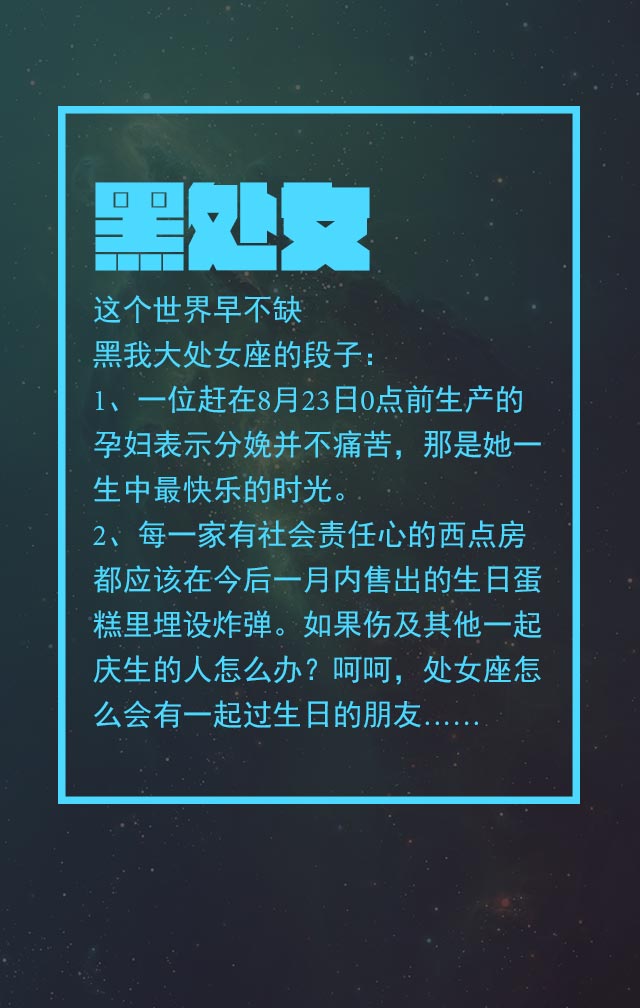 黑处女
这个世界早不缺
黑我大处女座的段子：
1、一位赶在8月23日0点前生产的
孕妇表示分娩并不痛苦，那是她一
生中最快乐的时光。
2、每一家有社会责任心的西点房
都应该在今后一月内售出的生日蛋
糕里埋设炸弹。如果伤及其他一起
庆生的人怎么办？呵呵，处女座怎
么会有一起过生日的朋友……